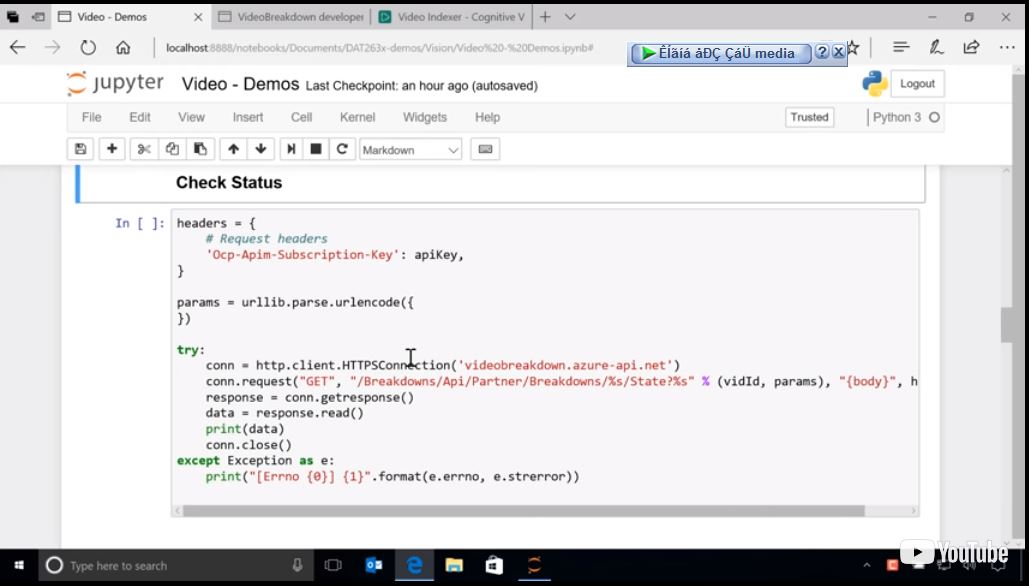 Video - Demos
VideoBreakdown developer
Video Indexer - Cognitive V
localhost:8888/notebooks/Documents/DAT263x-demos/Vision/Video%20-%20Demos.ipynb#
Êíãíá åÐÇ ÇáÜ media
jupyter Video - Demos Last Checkpoint: an hour ago (autosaved)
Logout
File Edit View Insert Cell Kernel Widgets Help
Trusted
Python 3
Markdown
Check Status
In [ ]:
headers = {
    # Request headers
    'Ocp-Apim-Subscription-Key': apiKey,
}
params = urllib.parse.urlencode({
})
try:
    conn = http.client.HTTPSConnection('videobreakdown.azure-api.net')
    conn.request("GET", "/Breakdowns/Api/Partner/Breakdowns/%s/State?%s" % (vidId, params), "{body}", h
    response = conn.getresponse()
    data = response.read()
    print(data)
    conn.close()
except Exception as e:
    print("[Errno {0}] {1}".format(e.errno, e.strerror))
Type here to search
YouTube